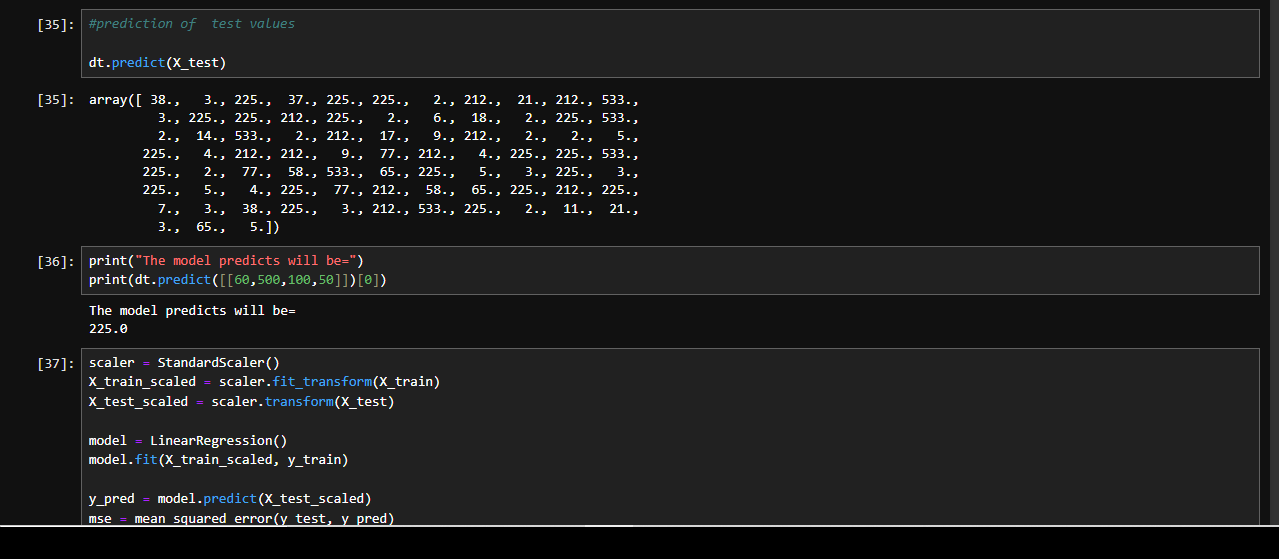 [35]: #prediction of  test values
dt.predict(X_test)
[35]: array([ 38.,   3., 225.,  37., 225., 225.,   2., 212.,  21., 212., 533.,
         3., 225., 225., 212., 225.,   2.,   6.,  18.,   2., 225., 533.,
         2.,  14., 533.,   2., 212.,  17.,   9., 212.,   2.,   2.,   5.,
       225.,   4., 212., 212.,   9.,  77., 212.,   4., 225., 225., 533.,
       225.,   2.,  77.,  58., 533.,  65., 225.,   5.,   3., 225.,   3.,
       225.,   5.,   4., 225.,  77., 212.,  58.,  65., 225., 212., 225.,
         7.,   3.,  38., 225.,   3., 212., 533., 225.,   2.,  11.,  21.,
         3.,  65.,   5.])
[36]: print("The model predicts will be=")
print(dt.predict([[60,500,100,50]])[0])
The model predicts will be=
225.0
[37]: scaler = StandardScaler()
X_train_scaled = scaler.fit_transform(X_train)
X_test_scaled = scaler.transform(X_test)
model = LinearRegression()
model.fit(X_train_scaled, y_train)
y_pred = model.predict(X_test_scaled)
mse = mean_squared_error(y_test, y_pred)